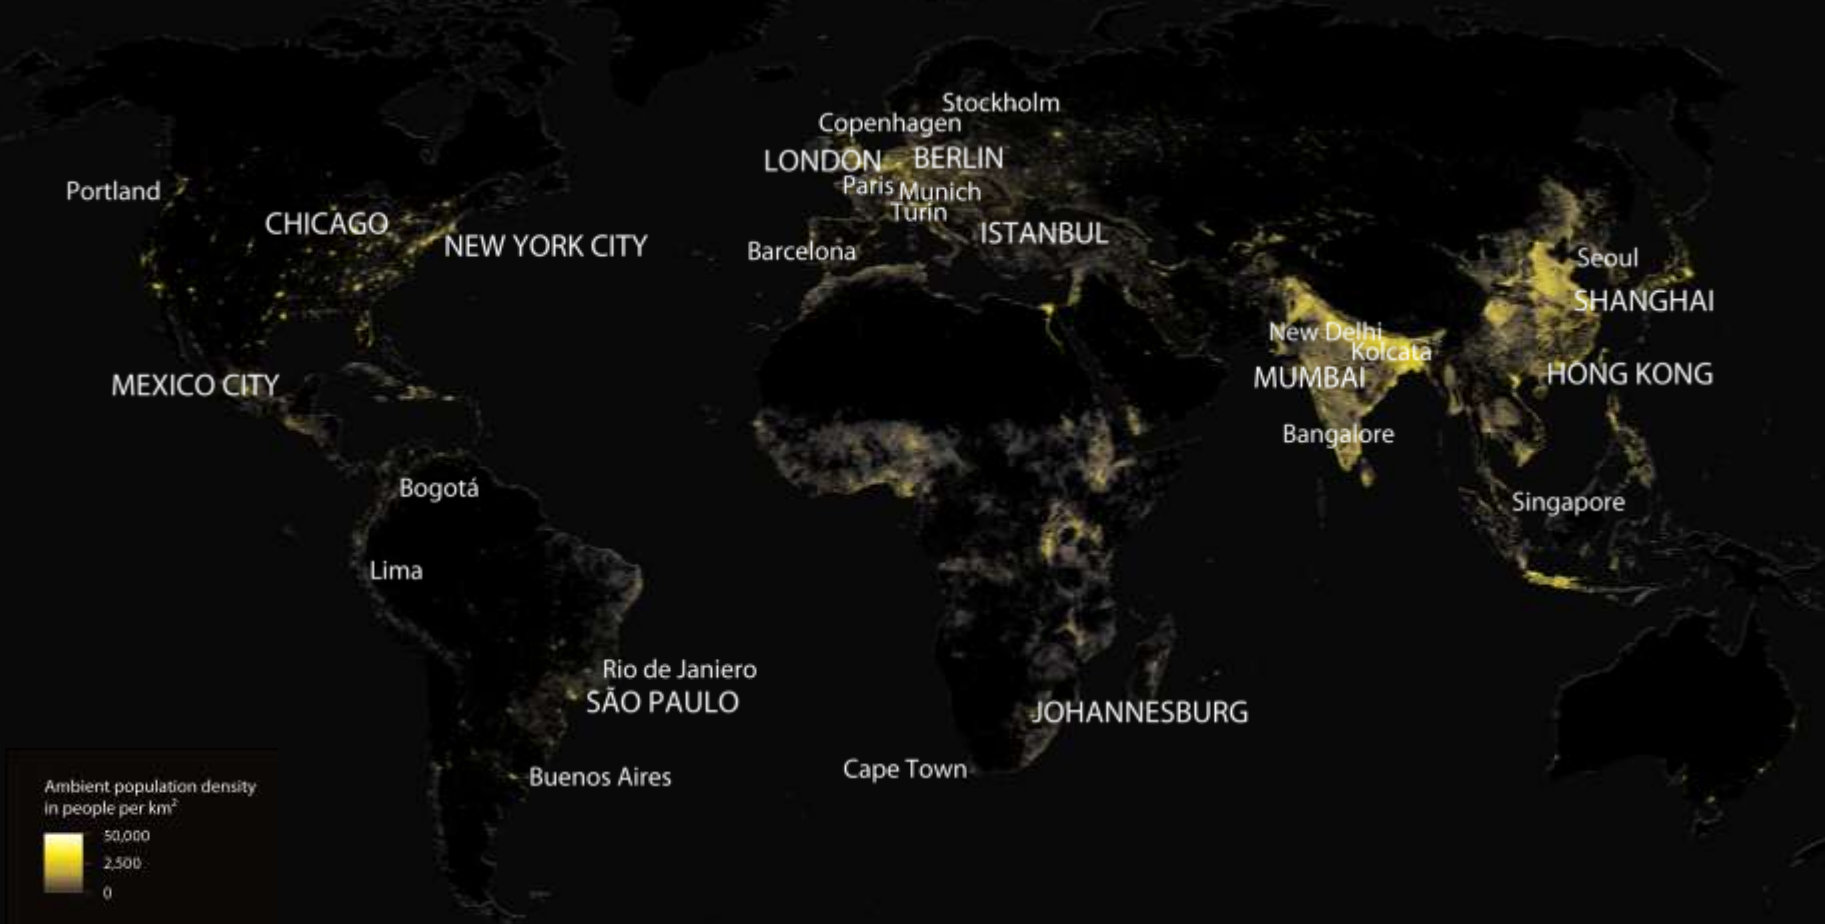 Stockholm
Copenhagen
LONDON
BERLIN
Paris
Munich
Turin
Portland
CHICAGO
NEW YORK CITY
ISTANBUL
Barcelona
Seoul
SHANGHAI
New Delhi
Kolcata
MUMBAI
HONG KONG
MEXICO CITY
Bangalore
Bogotá
Singapore
Lima
Rio de Janiero
SÃO PAULO
JOHANNESBURG
Cape Town
Buenos Aires
Ambient population density
in people per km²
50,000
2,500
0